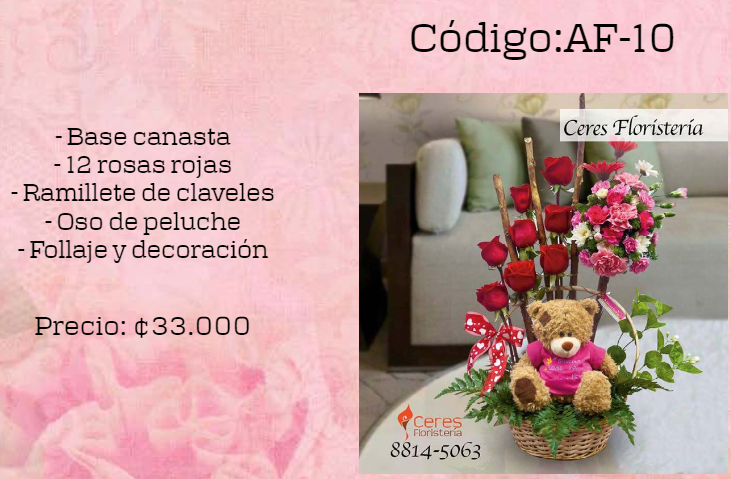 Código:AF-10
- Base canasta
- 12 rosas rojas
- Ramillete de claveles
- Oso de peluche
- Follaje y decoración
Precio: ¢33.000
Ceres Floristería
Ceres
Floristería
8814-5063